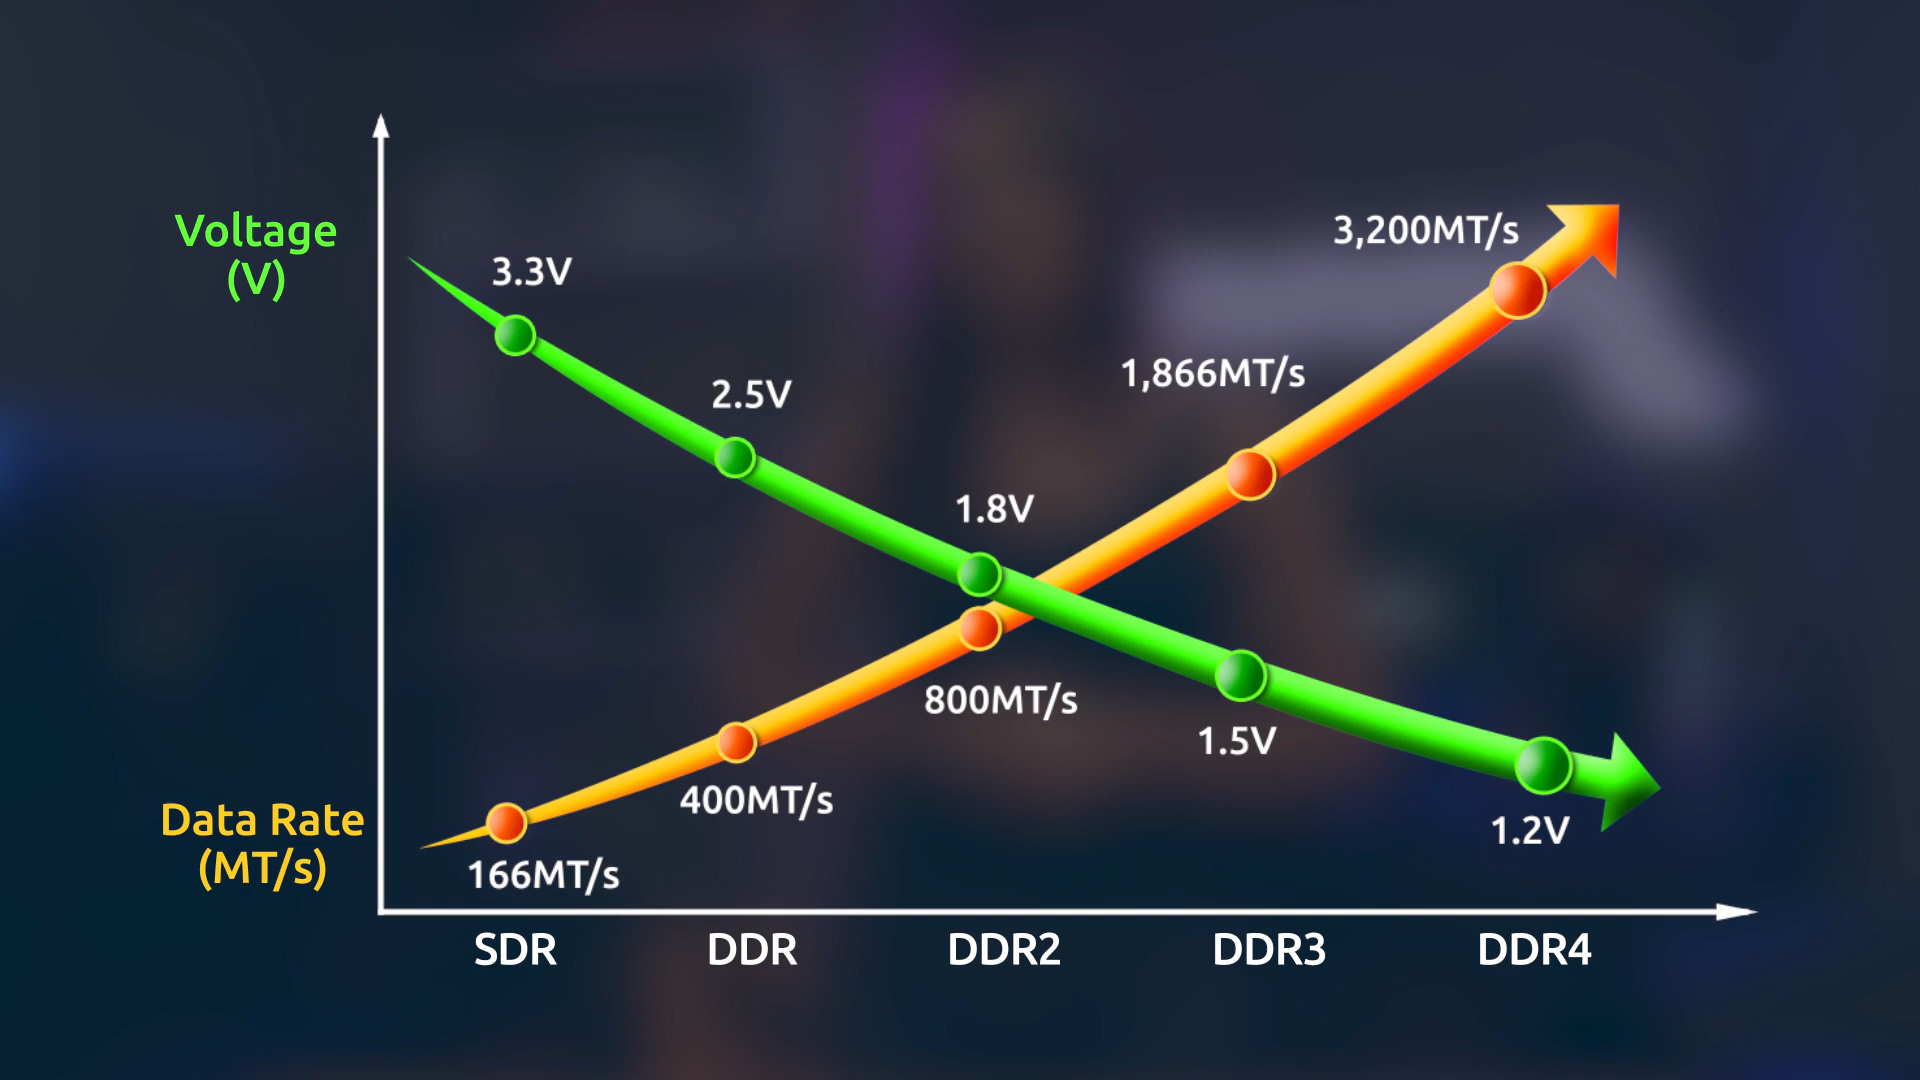 Voltage
(V)
3.3V
2.5V
1.8V
1.5V
1.2V
3,200MT/s
1,866MT/s
800MT/s
400MT/s
166MT/s
Data Rate
(MT/s)
SDR
DDR
DDR2
DDR3
DDR4